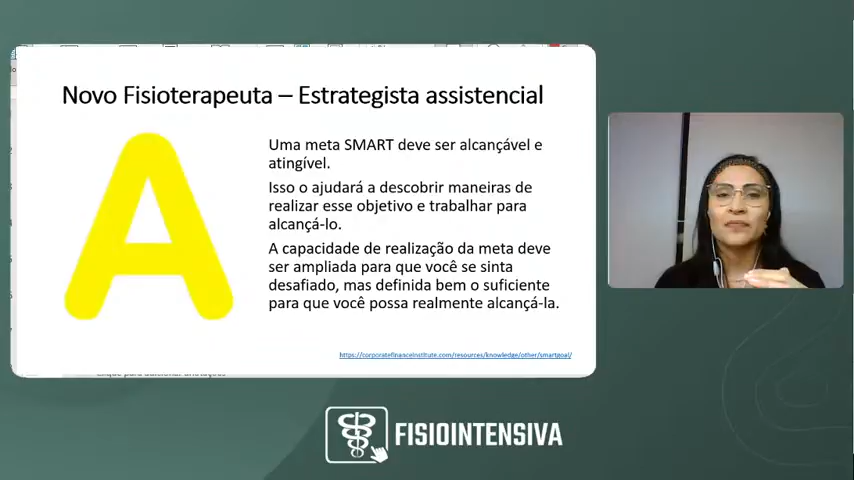 Novo Fisioterapeuta – Estrategista assistencial
A
Uma meta SMART deve ser alcançável e
atingível.
Isso o ajudará a descobrir maneiras de
realizar esse objetivo e trabalhar para
alcançá-lo.
A capacidade de realização da meta deve
ser ampliada para que você se sinta
desafiado, mas definida bem o suficiente
para que você possa realmente alcançá-la.
https://corporatefinanceinstitute.com/resources/knowledge/other/smartgoal/
FISIOINTENSIVA